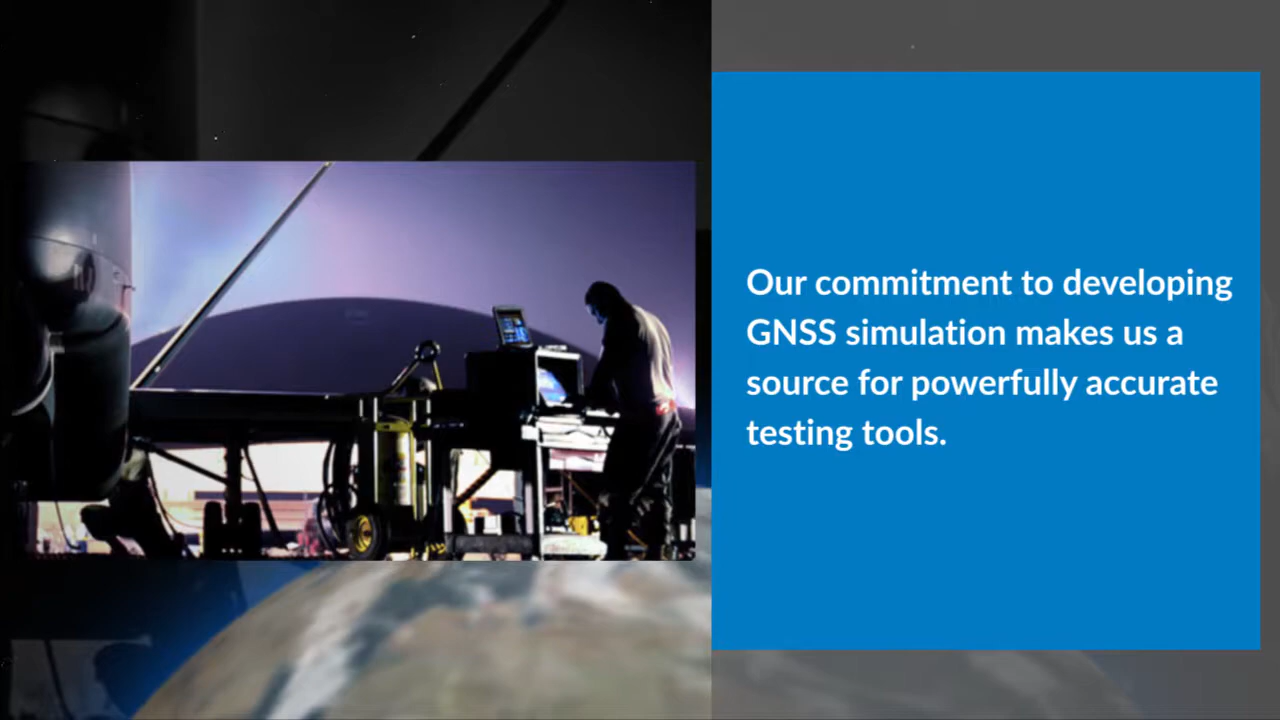 Our commitment to developing
GNSS simulation makes us a
source for powerfully accurate
testing tools.